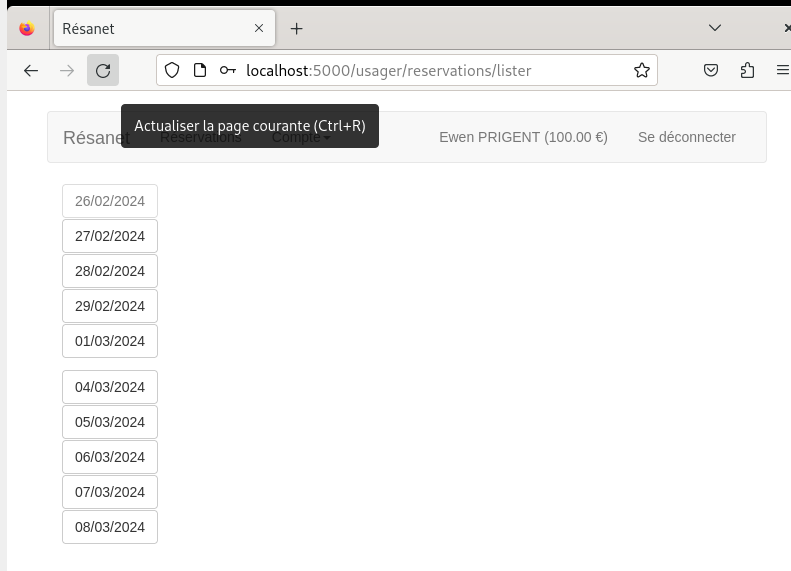 Résanet
localhost:5000/usager/reservations/lister
Actualiser la page courante (Ctrl+R)
Résanet Réservations Compte Ewen PRIGENT (100.00 €) Se déconnecter
26/02/2024
27/02/2024
28/02/2024
29/02/2024
01/03/2024
04/03/2024
05/03/2024
06/03/2024
07/03/2024
08/03/2024